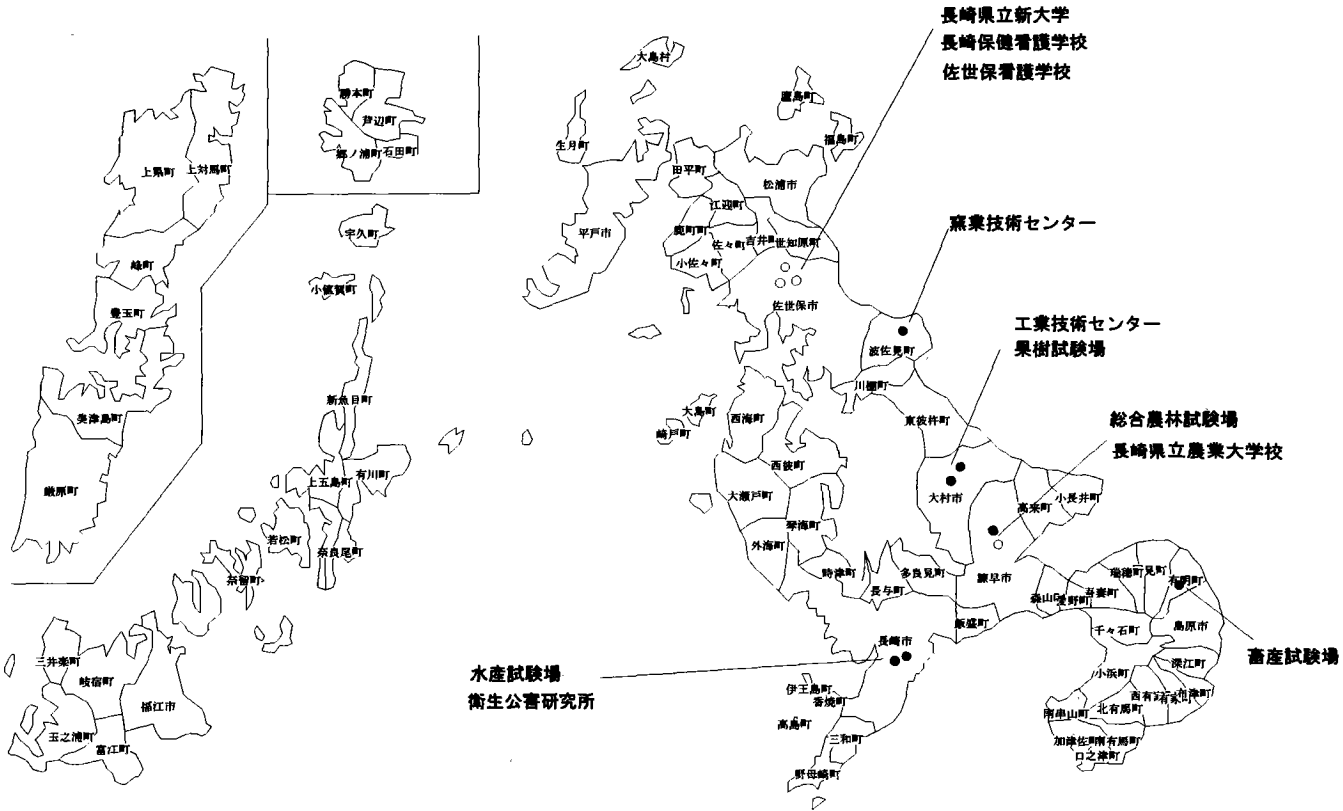 長崎県立新大学
長崎保健看護学校
佐世保看護学校
大島村
鷹島町
福島町
勝本町
芦辺町
郷ノ浦町
石田町
生月町
田平町
松浦市
上県町
上対馬町
江迎町
鹿町町
佐々町
吉井町
世知原町
小佐々町
平戸市
宇久町
窯業技術センター
峰町
小値賀町
佐世保市
豊玉町
工業技術センター
果樹試験場
波佐見町
川棚町
新魚目町
大島町
崎戸町
西海町
東彼杵町
美津島町
総合農林試験場
長崎県立農業大学校
西彼町
有川町
上五島町
大瀬戸町
大村市
高来町
小長井町
厳原町
琴海町
若松町
奈良尾町
外海町
時津町
多良見町
長与町
諫早市
奈留町
森山町
愛野町
吾妻町
瑞穂町
見町
有明町
飯盛町
千々石町
島原市
長崎市
三井楽町
岐宿町
水産試験場
衛生公害研究所
畜産試験場
深江町
小浜町
伊王島町
香焼町
福江市
西有
有家町
布津町
北有馬町
南串山町
高島町
玉之浦町
富江町
三和町
加津佐町
南有馬町
口之津町
野母崎町